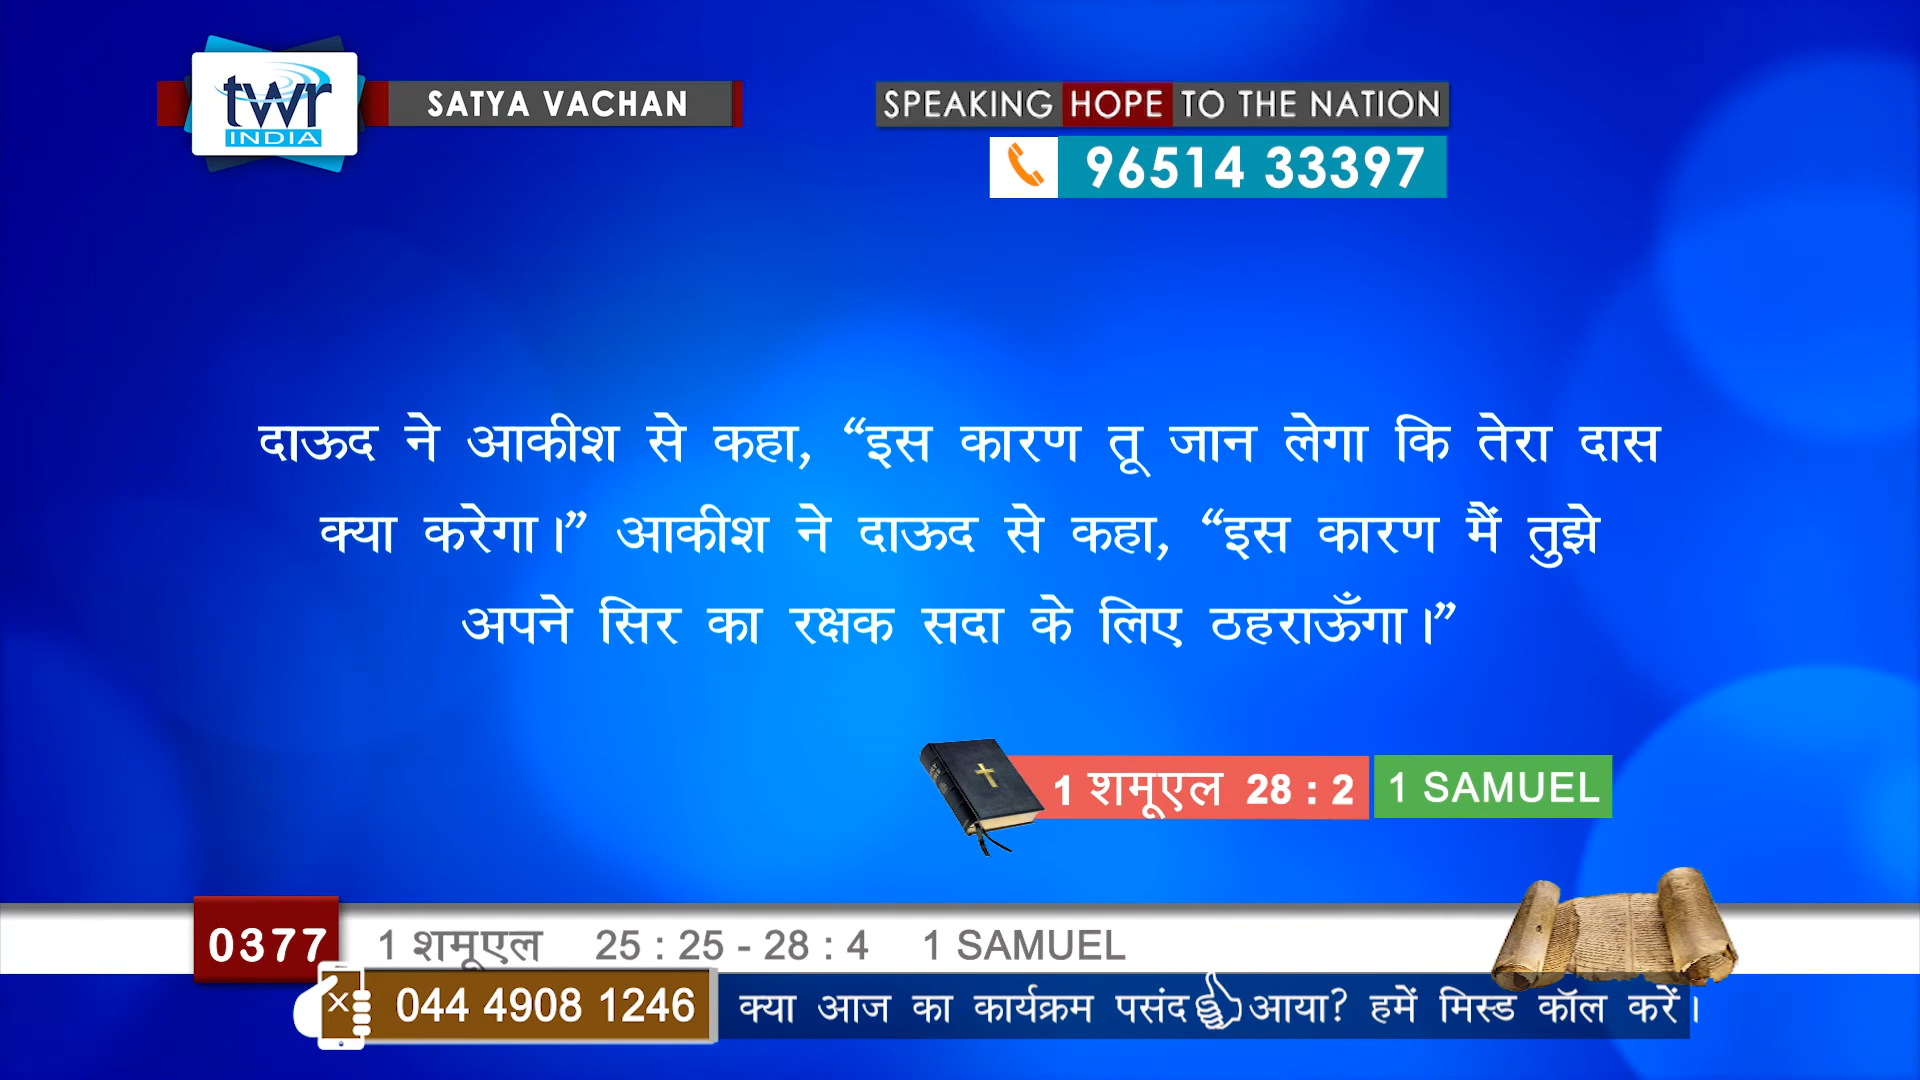 twr
INDIA
SATYA VACHAN
SPEAKING HOPE TO THE NATION
96514 33397
दाऊद ने आकीश से कहा, “इस कारण तू जान लेगा कि तेरा दास
क्या करेगा।” आकीश ने दाऊद से कहा, “इस कारण मैं तुझे
अपने सिर का रक्षक सदा के लिए ठहराऊँगा।”
1 शमूएल 28 : 2 1 SAMUEL
0377 1 शमूएल 25 : 25 - 28 : 4 1 SAMUEL
044 4908 1246 क्या आज का कार्यक्रम पसंद आया? हमें मिस्ड कॉल करें।